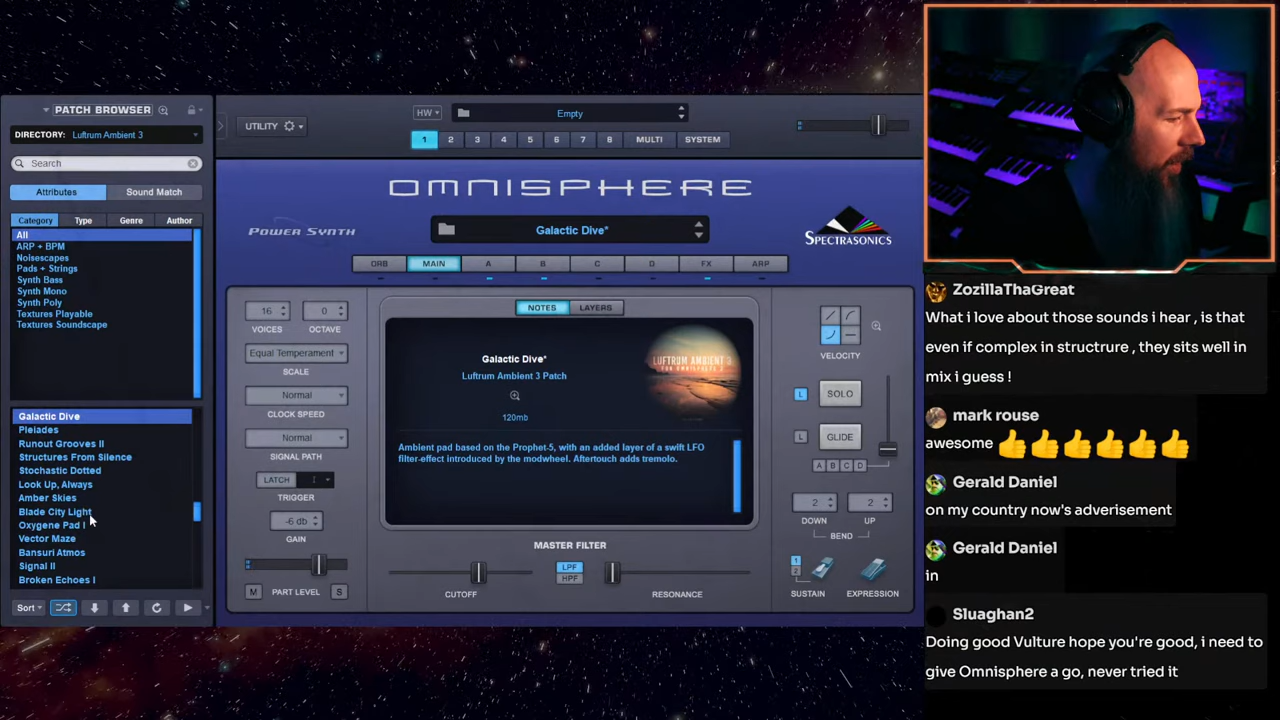 PATCH BROWSER
DIRECTORY: Luftrum Ambient 3
Search
Attributes
Sound Match
Category
Type
Genre
Author
All
ARP + BPM
Noisescapes
Pads + Strings
Synth Bass
Synth Mono
Synth Poly
Textures Playable
Textures Soundscape
Galactic Dive
Pleiades
Runout Grooves II
Structures From Silence
Stochastic Dotted
Look Up, Always
Amber Skies
Blade City Light
Oxygene Pad I
Vector Maze
Bansuri Atmos
Signal II
Broken Echoes I
Sort
UTILITY
HW
Empty
1 2 3 4 5 6 7 8 MULTI SYSTEM
OMNISPHERE
POWER SYNTH
Galactic Dive*
SPECTRASONICS
ORB MAIN A B C D FX ARP
16
VOICES
0
OCTAVE
Equal Temperament
SCALE
Normal
CLOCK SPEED
Normal
SIGNAL PATH
LATCH
TRIGGER
-6 db
GAIN
M PART LEVEL S
NOTES LAYERS
Galactic Dive*
Luftrum Ambient 3 Patch
120mb
LUFTRUM AMBIENT 3
FOR OMNISPHERE 2
Ambient pad based on the Prophet-5, with an added layer of a swift LFO
filter-effect introduced by the modwheel. Aftertouch adds tremolo.
MASTER FILTER
LPF
HPF
CUTOFF
RESONANCE
VELOCITY
L SOLO
L GLIDE
A B C D
2
DOWN
2
UP
BEND
1
2
SUSTAIN
EXPRESSION
ZozillaThaGreat
What i love about those sounds i hear , is that
even if complex in structrure , they sits well in
mix i guess !
mark rouse
awesome 👍👍👍👍👍👍
Gerald Daniel
on my country now's adverisement
Gerald Daniel
in
Sluaghan2
Doing good Vulture hope you're good, i need to
give Omnisphere a go, never tried it